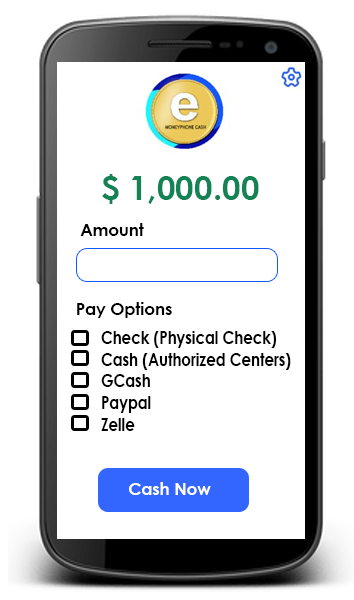 e
MONEYPHONE CASH
$ 1,000.00
Amount
Pay Options
Check (Physical Check)
Cash (Authorized Centers)
GCash
Paypal
Zelle
Cash Now